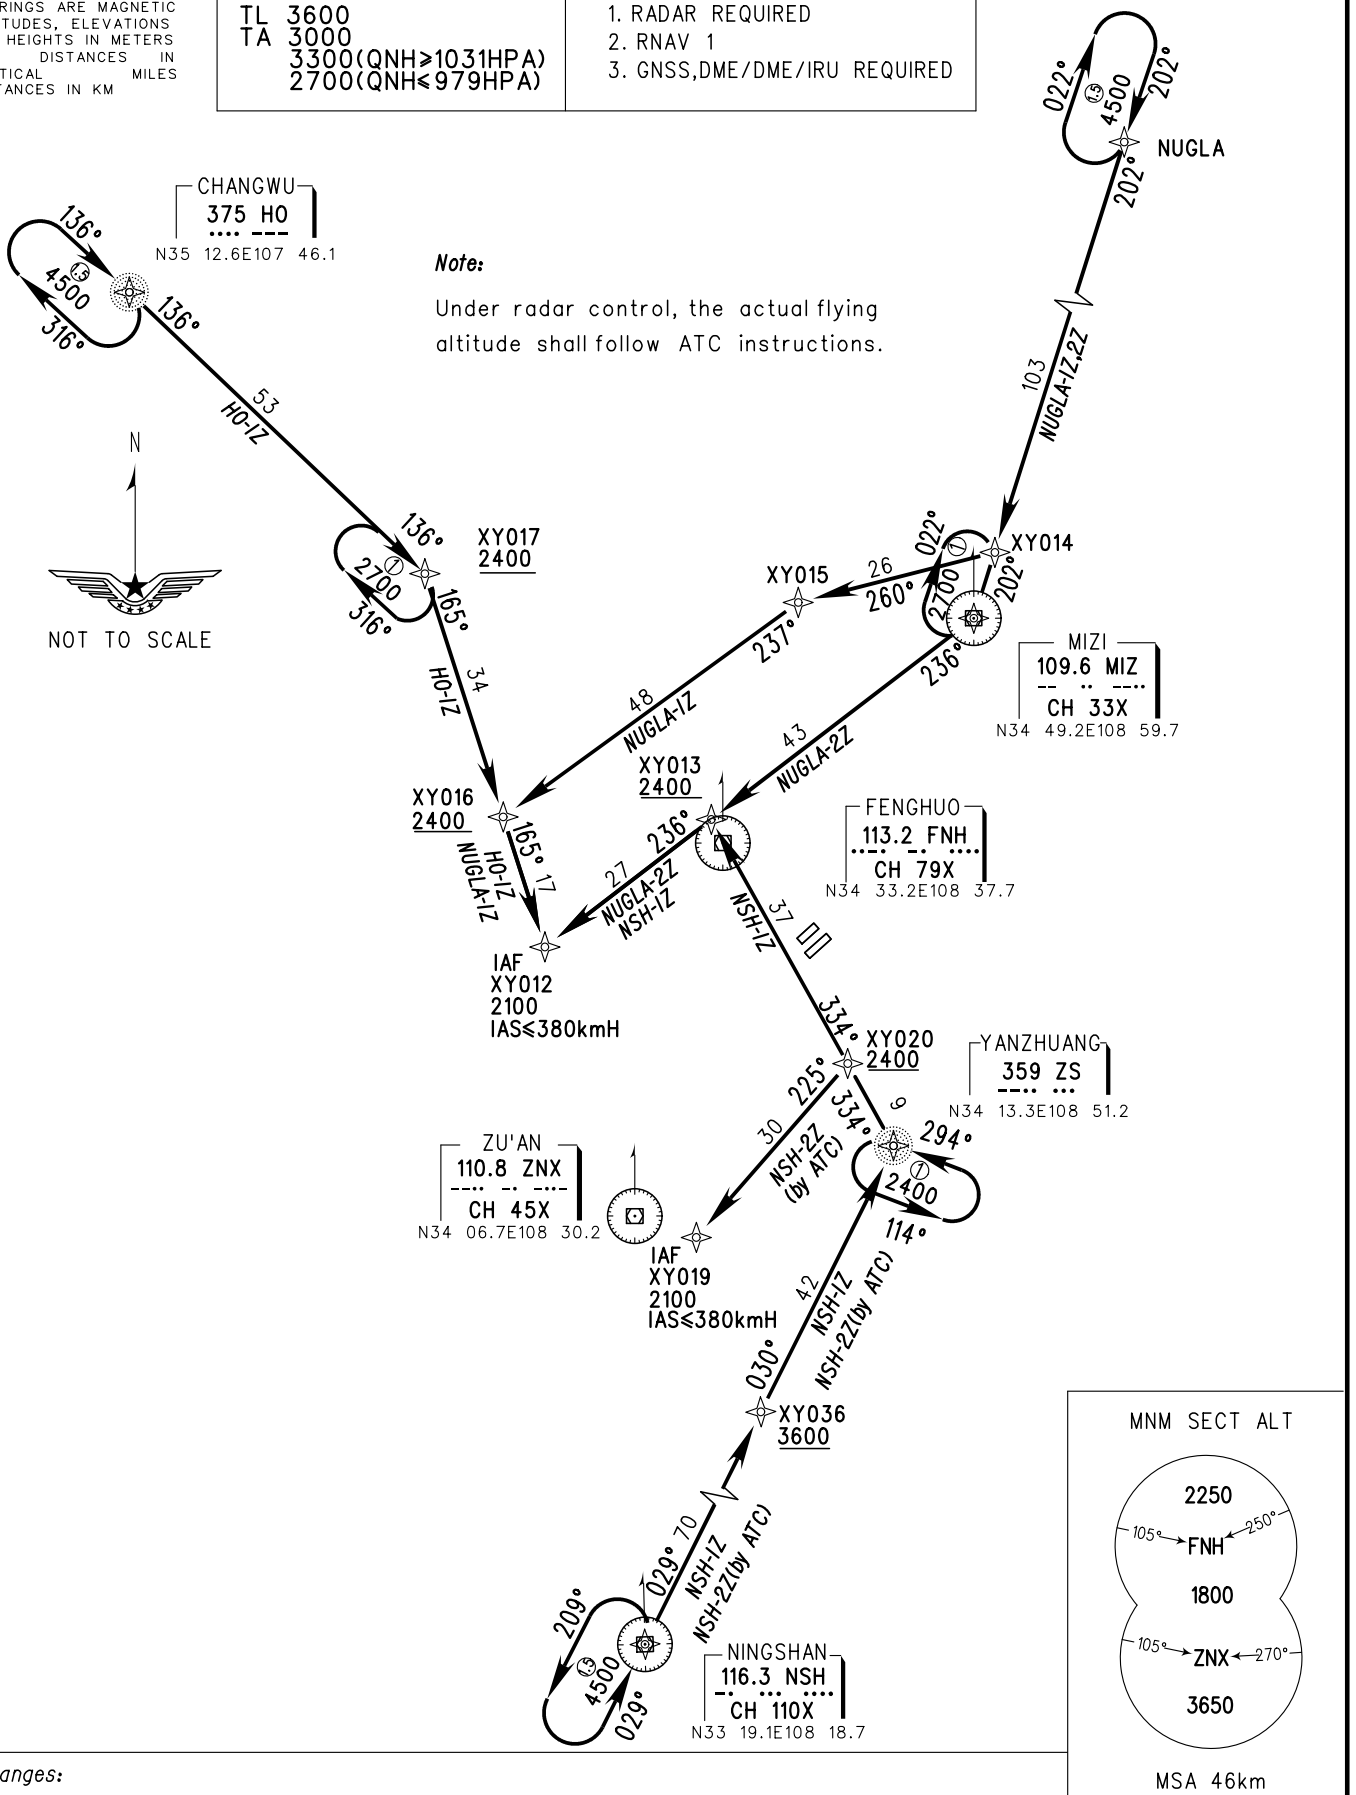 RINGS ARE MAGNETIC
TUDES, ELEVATIONS
HEIGHTS IN METERS
DISTANCES IN
TICAL MILES
TANCES IN KM
TL 3600
TA 3000
3300(QNH≥1031HPA)
2700(QNH≤979HPA)
1. RADAR REQUIRED
2. RNAV 1
3. GNSS,DME/DME/IRU REQUIRED
022°
1.5
4500
202°
NUGLA
202°
CHANGWU
375 HO
N35 12.6E107 46.1
136°
1.5
4500
316°
136°
Note:
Under radar control, the actual flying
altitude shall follow ATC instructions.
53
HO-1Z
103
NUGLA-1Z,2Z
N
NOT TO SCALE
136°
XY017
2400
1
2700
316°
165°
34
HO-1Z
XY014
022°
1
2700
202°
26
260°
XY015
237°
48
NUGLA-1Z
236°
43
NUGLA-2Z
MIZI
109.6 MIZ
CH 33X
N34 49.2E108 59.7
XY013
2400
XY016
2400
165°
17
HO-1Z
NUGLA-1Z
236°
27
NUGLA-2Z
NSH-1Z
FENGHUO
113.2 FNH
CH 79X
N34 33.2E108 37.7
37
NSH-1Z
334°
IAF
XY012
2100
IAS≤380kmH
XY020
2400
YANZHUANG
359 ZS
N34 13.3E108 51.2
225°
334°
9
30
NSH-2Z
(by ATC)
294°
1
2400
114°
ZU'AN
110.8 ZNX
CH 45X
N34 06.7E108 30.2
IAF
XY019
2100
IAS≤380kmH
42
NSH-1Z
NSH-2Z(by ATC)
030°
XY036
3600
029°
70
NSH-1Z
NSH-2Z(by ATC)
209°
1.5
4500
029°
NINGSHAN
116.3 NSH
CH 110X
N33 19.1E108 18.7
MNM SECT ALT
2250
105°
FNH
250°
1800
105°
ZNX
270°
3650
MSA 46km
anges: